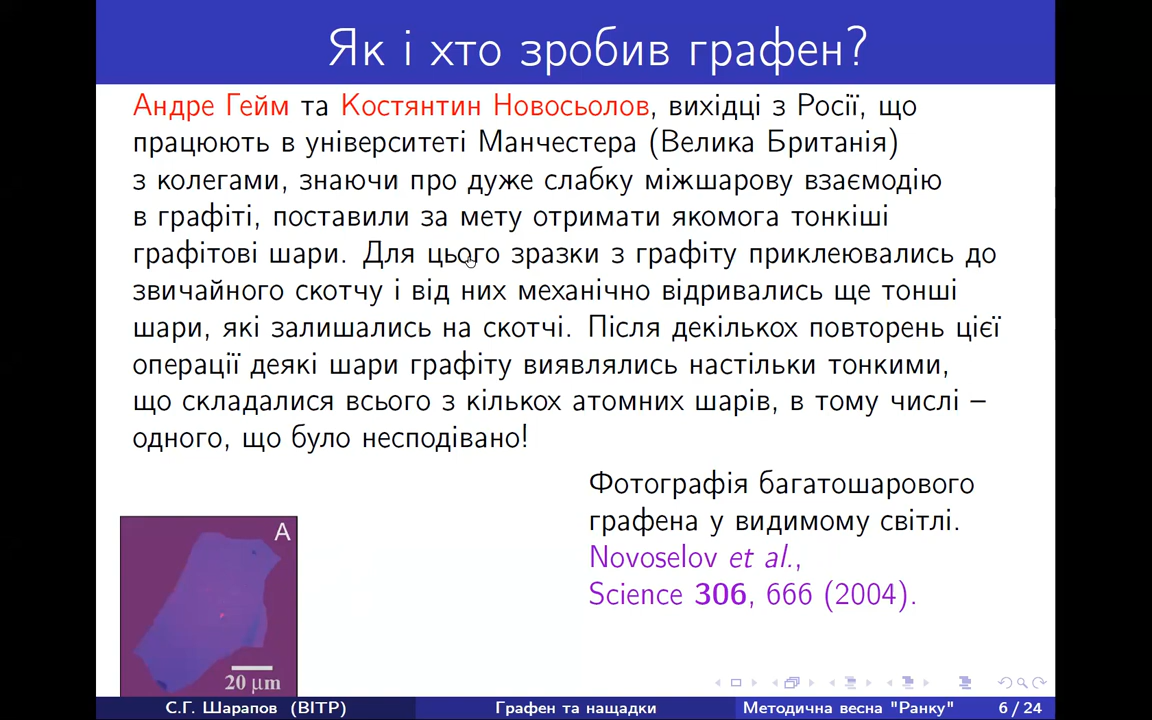 Як і хто зробив графен?
Андре Гейм та Костянтин Новосьолов, вихідці з Росії, що
працюють в університеті Манчестера (Велика Британія)
з колегами, знаючи про дуже слабку міжшарову взаємодію
в графіті, поставили за мету отримати якомога тонкіші
графітові шари. Для цього зразки з графіту приклеювались до
звичайного скотчу і від них механічно відривались ще тонші
шари, які залишались на скотчі. Після декількох повторень цієї
операції деякі шари графіту виявлялись настільки тонкими,
що складалися всього з кількох атомних шарів, в тому числі –
одного, що було несподівано!
Фотографія багатошарового
графена у видимому світлі.
Novoselov et al.,
Science 306, 666 (2004).
A
20 μm
С.Г. Шарапов (ВІТР) Графен та нащадки Методична весна "Ранку" 6 / 24